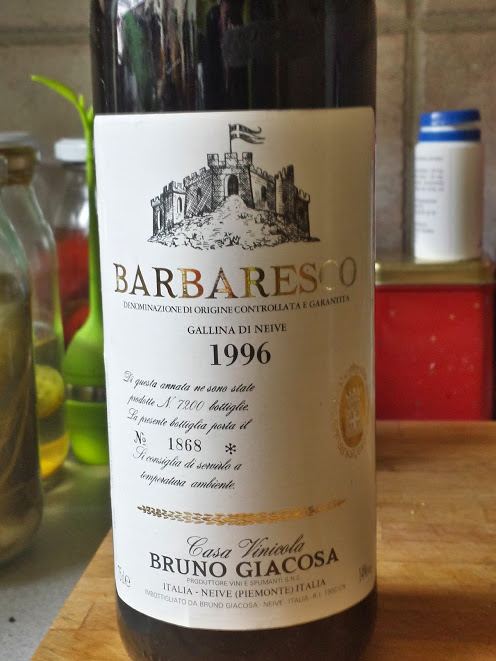 BARBARESCO
DENOMINAZIONE DI ORIGINE CONTROLLATA E GARANTITA
GALLINA DI NEIVE
1996
Di questa annata ne sono state
prodotte N° 7200 bottiglie.
La presente bottiglia porta il
N° 1868 *
Si consiglia di servirlo a
temperatura ambiente.
Casa Vinicola
BRUNO GIACOSA
PRODUTTORE VINI E SPUMANTI S.N.C.
ITALIA - NEIVE (PIEMONTE) ITALIA
IMBOTTIGLIATO DA BRUNO GIACOSA - NEIVE - ITALIA - R.I.